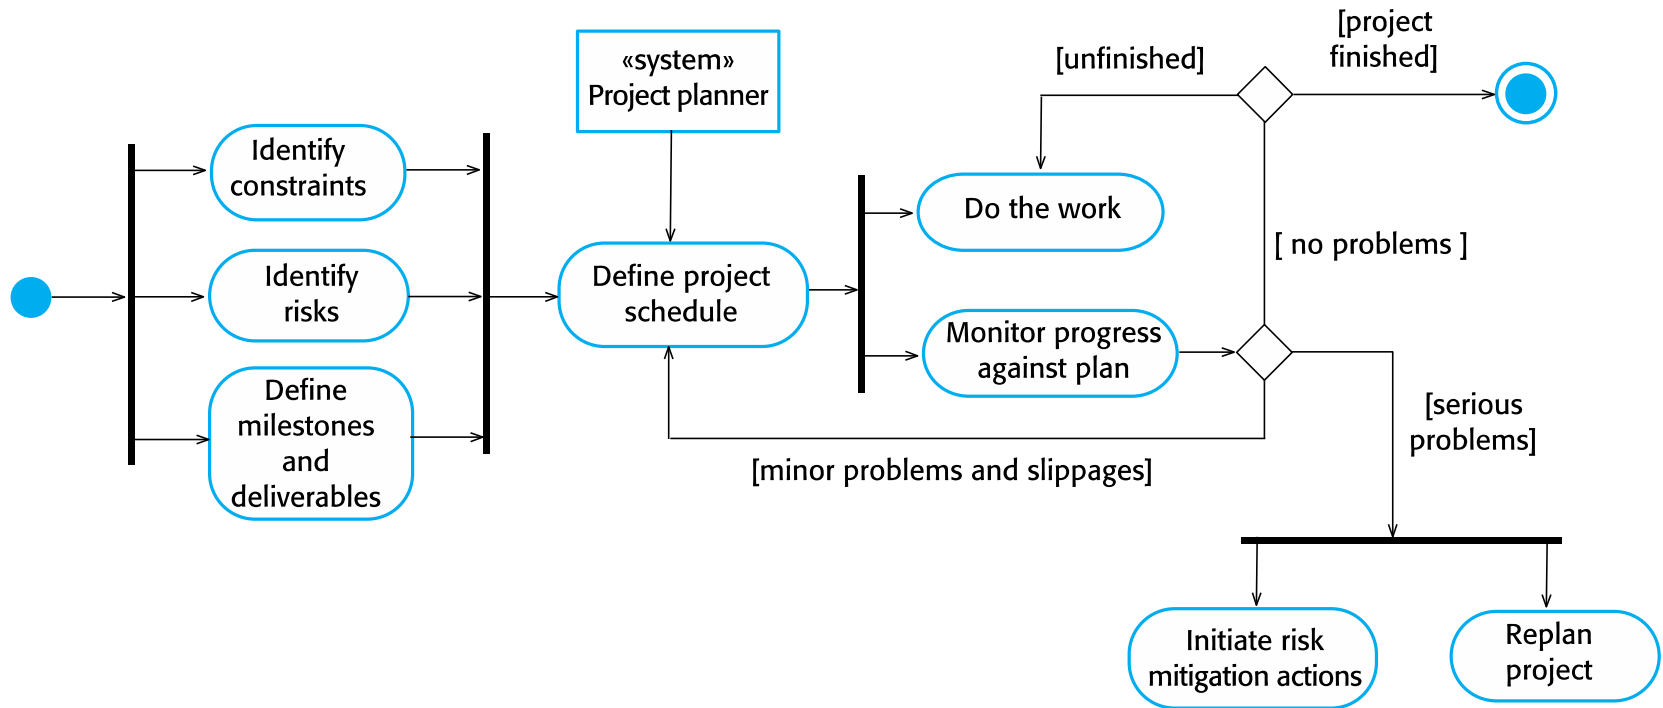 [project
finished]
[unfinished]
«system»
Project planner
Identify
constraints
Do the work
[ no problems ]
Identify
risks
Define project
schedule
Monitor progress
against plan
Define
milestones
and
deliverables
[serious
problems]
[minor problems and slippages]
Initiate risk
mitigation actions
Replan
project